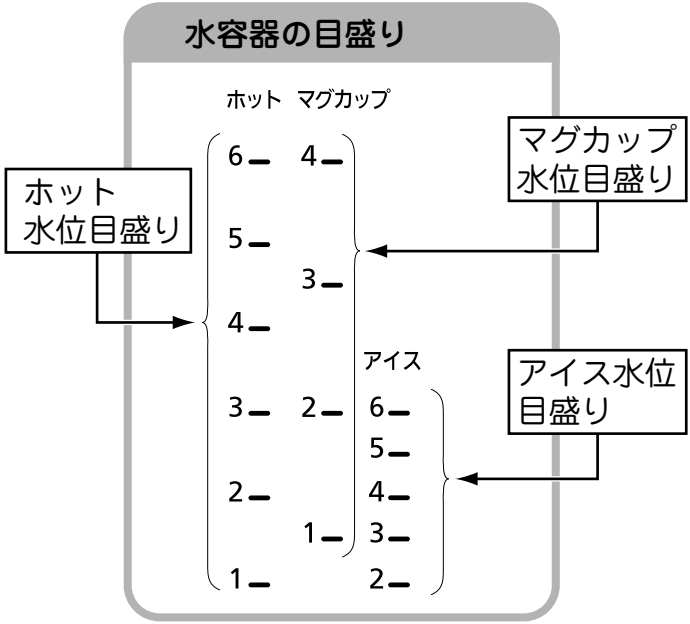 水容器の目盛り
ホット マグカップ
マグカップ
水位目盛り
6 4
ホット
水位目盛り
5
3
4
アイス
アイス水位
目盛り
3 2 6
5
2 4
1 3
1 2